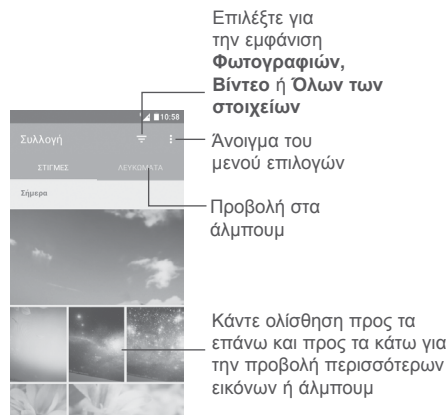 Επιλέξτε για
την εμφάνιση
Φωτογραφιών,
Βίντεο ή Όλων των
στοιχείων
10:58
Συλλογή
Άνοιγμα του
μενού επιλογών
ΣΤΙΓΜΕΣ
ΛΕΥΚΩΜΑΤΑ
Σήμερα
Προβολή στα
άλμπουμ
Κάντε ολίσθηση προς τα
επάνω και προς τα κάτω για
την προβολή περισσότερων
εικόνων ή άλμπουμ